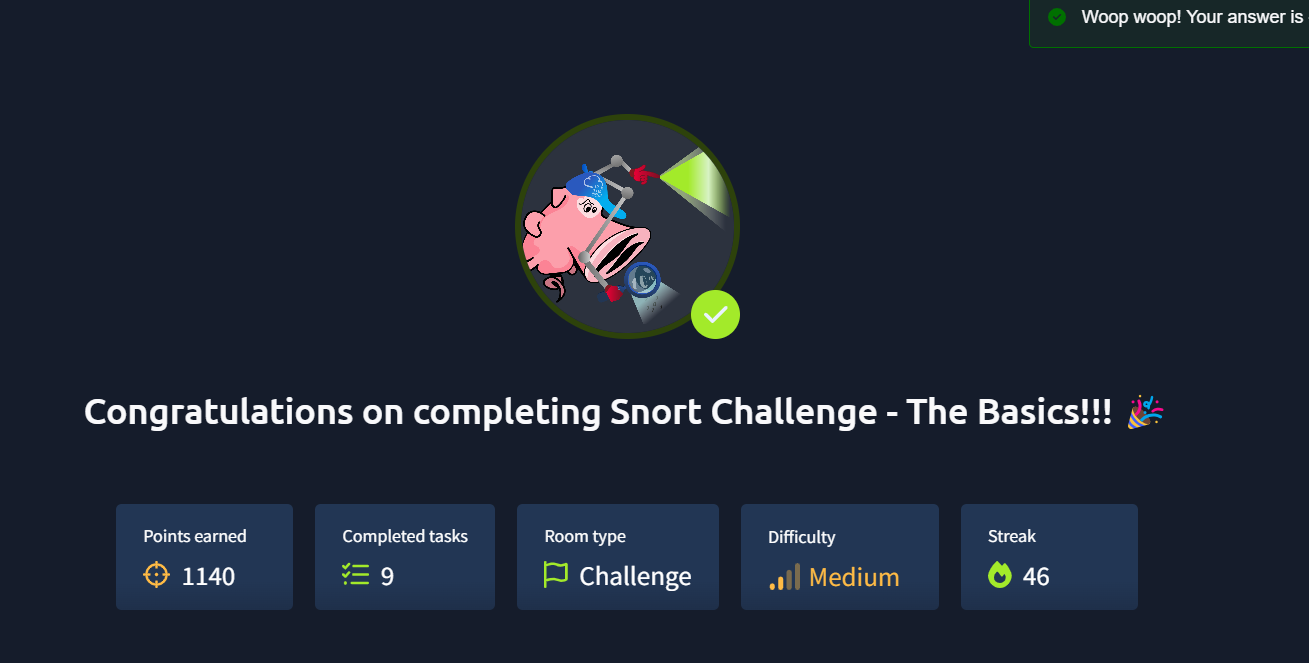 Woop woop! Your answer is
Congratulations on completing Snort Challenge - The Basics!!! 🎉
Points earned
1140
Completed tasks
9
Room type
Challenge
Difficulty
Medium
Streak
46